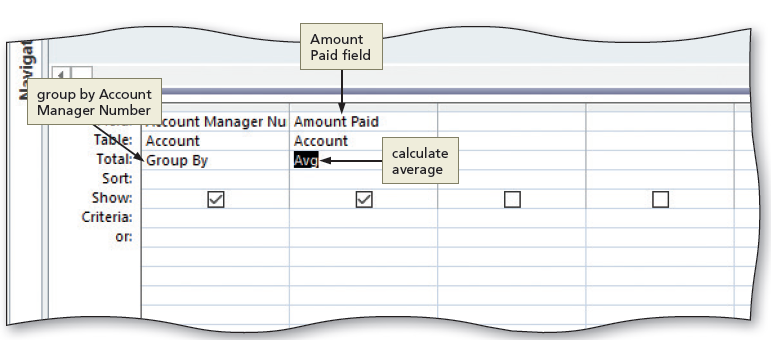 Amount
Paid field
Navigat
group by Account
Manager Number
Account Manager Nu Amount Paid
Table: Account Account
Total: Group By Avg
calculate
average
Sort:
Show:
Criteria:
or: